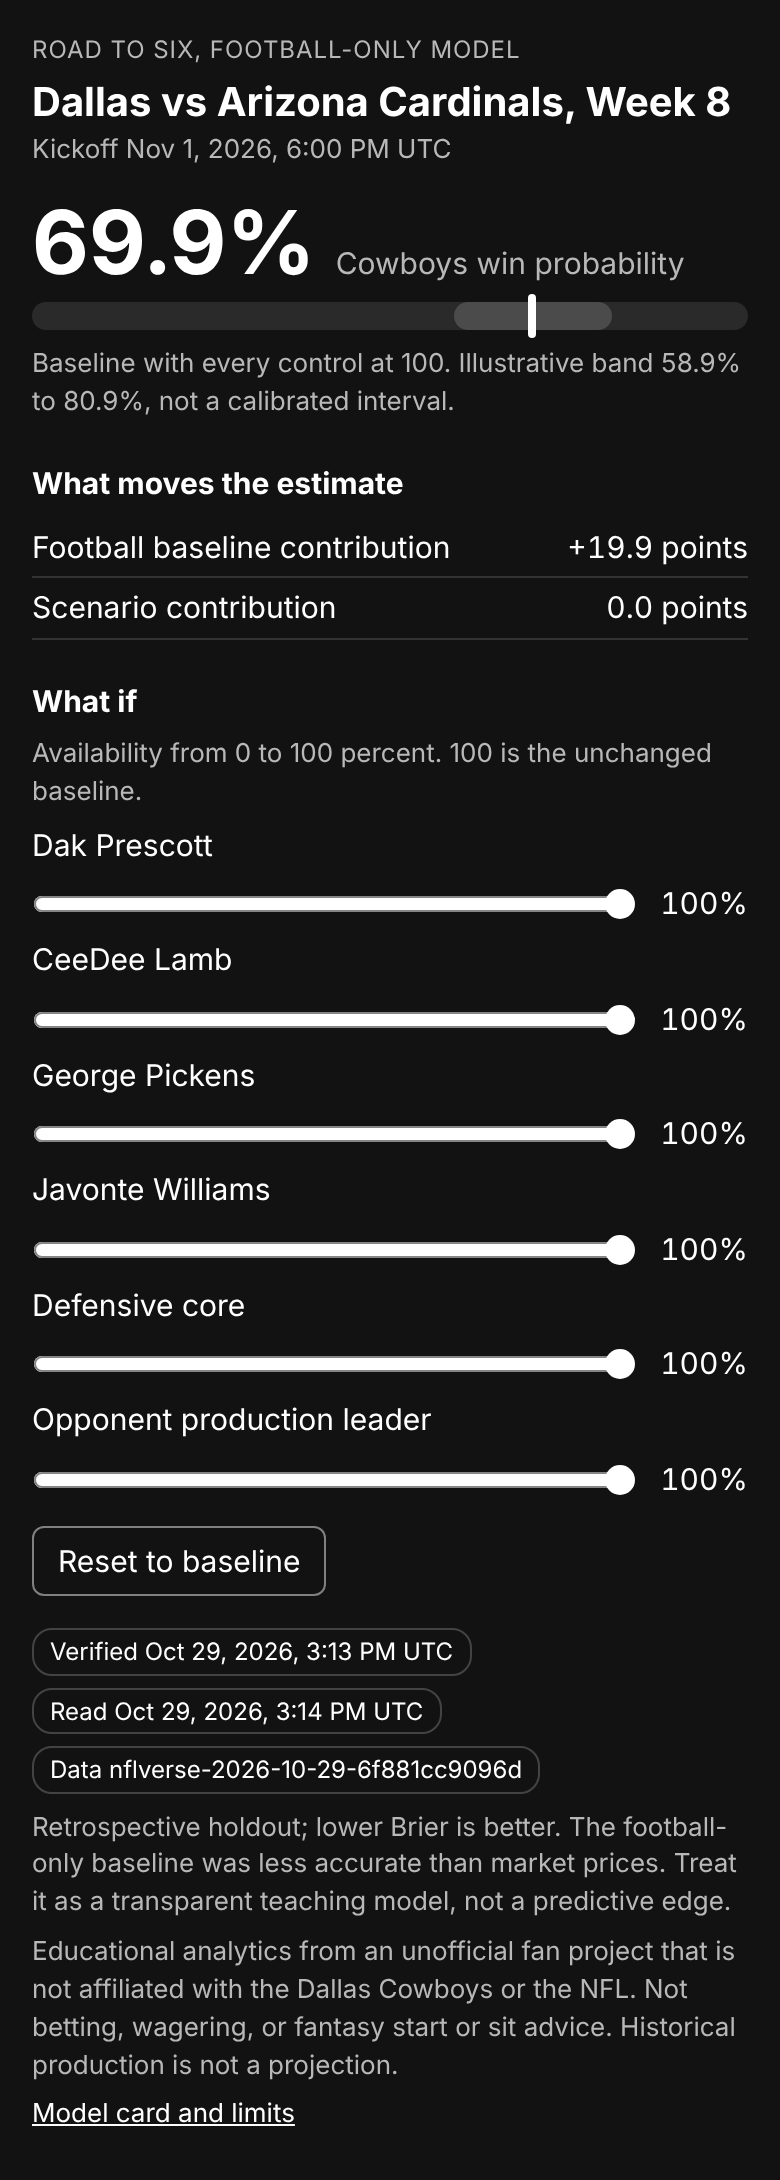 ROAD TO SIX, FOOTBALL-ONLY MODEL
Dallas vs Arizona Cardinals, Week 8
Kickoff Nov 1, 2026, 6:00 PM UTC
69.9% Cowboys win probability
Baseline with every control at 100. Illustrative band 58.9%
to 80.9%, not a calibrated interval.
What moves the estimate
Football baseline contribution +19.9 points
Scenario contribution 0.0 points
What if
Availability from 0 to 100 percent. 100 is the unchanged
baseline.
Dak Prescott
100%
CeeDee Lamb
100%
George Pickens
100%
Javonte Williams
100%
Defensive core
100%
Opponent production leader
100%
Reset to baseline
Verified Oct 29, 2026, 3:13 PM UTC
Read Oct 29, 2026, 3:14 PM UTC
Data nflverse-2026-10-29-6f881cc9096d
Retrospective holdout; lower Brier is better. The football-
only baseline was less accurate than market prices. Treat
it as a transparent teaching model, not a predictive edge.
Educational analytics from an unofficial fan project that is
not affiliated with the Dallas Cowboys or the NFL. Not
betting, wagering, or fantasy start or sit advice. Historical
production is not a projection.
Model card and limits